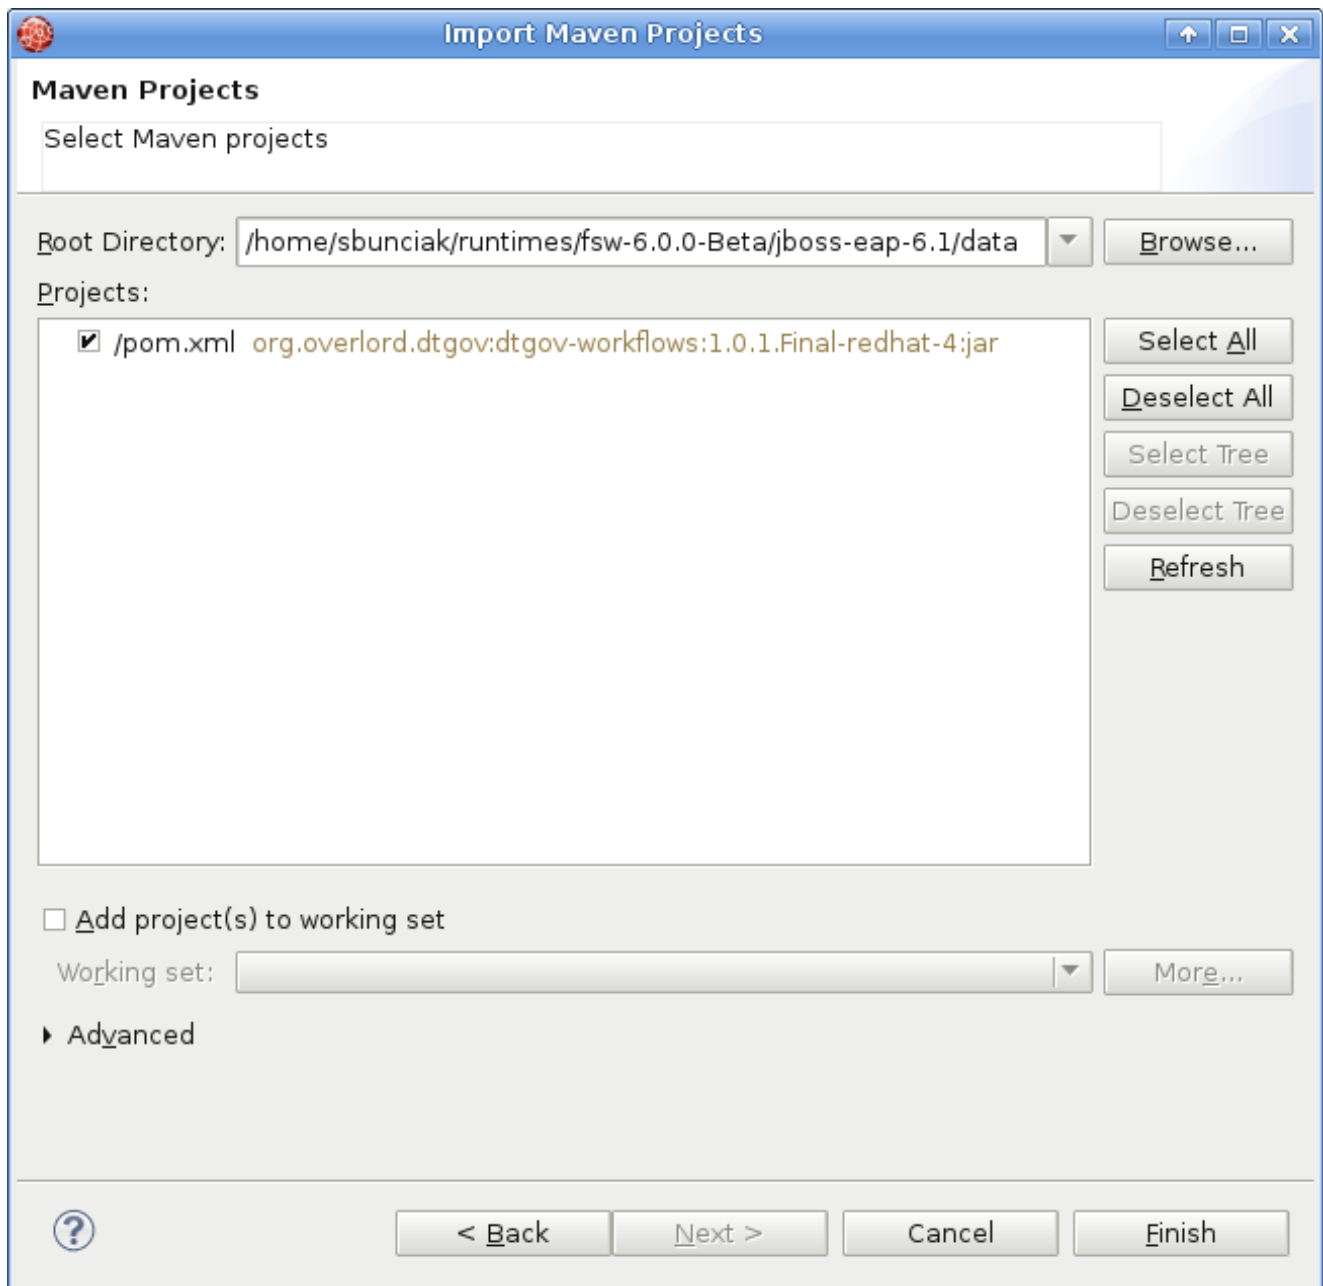 Import Maven Projects
Maven Projects
Select Maven projects
Root Directory: /home/sbunciak/runtimes/fsw-6.0.0-Beta/jboss-eap-6.1/data Browse...
Projects:
/pom.xml org.overlord.dtgov:dtgov-workflows:1.0.1.Final-redhat-4:jar
Select All
Deselect All
Select Tree
Deselect Tree
Refresh
Add project(s) to working set
Working set: More...
Advanced
? < Back Next > Cancel Finish